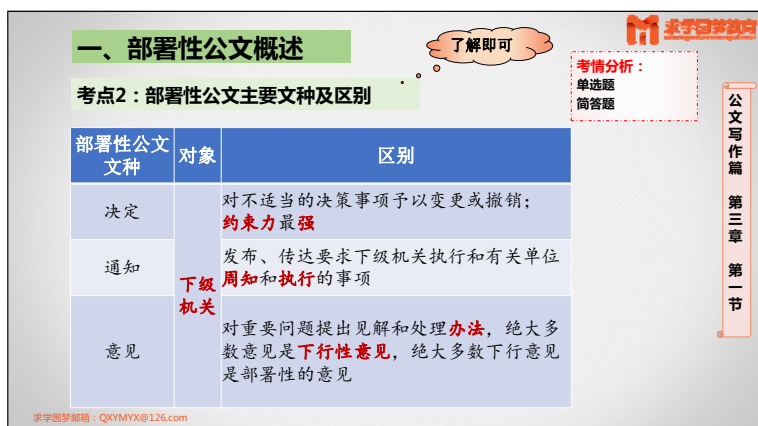 一、部署性公文概述
了解即可
求学圆梦教育
考情分析：
单选题
简答题
考点2：部署性公文主要文种及区别
部署性公文
文种
对象
区别
决定
对不适当的决策事项予以变更或撤销；
约束力最强
通知
发布、传达要求下级机关执行和有关单位
周知和执行的事项
下级
机关
意见
对重要问题提出见解和处理办法，绝大多
数意见是下行性意见，绝大多数下行意见
是部署性的意见
公文写作篇 第三章 第一节
求学圆梦邮箱：QXYMYX@126.com